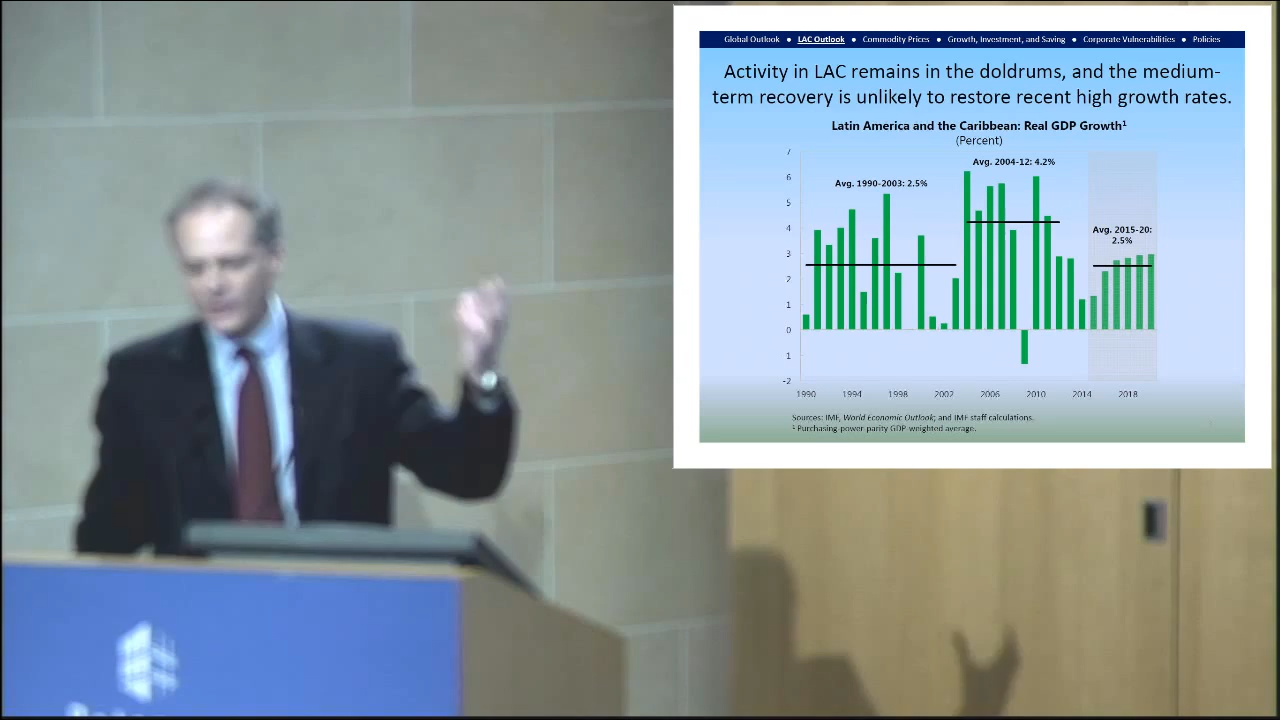 Global Outlook ● LAC Outlook ● Commodity Prices ● Growth, Investment, and Saving ● Corporate Vulnerabilities ● Policies
Activity in LAC remains in the doldrums, and the medium-
term recovery is unlikely to restore recent high growth rates.
Latin America and the Caribbean: Real GDP Growth¹
(Percent)
7
6
5
4
3
2
1
0
1
-2
Avg. 1990-2003: 2.5%
Avg. 2004-12: 4.2%
Avg. 2015-20:
2.5%
1990 1994 1998 2002 2006 2010 2014 2018
Sources: IMF, World Economic Outlook; and IMF staff calculations.
¹ Purchasing-power-parity GDP-weighted average.